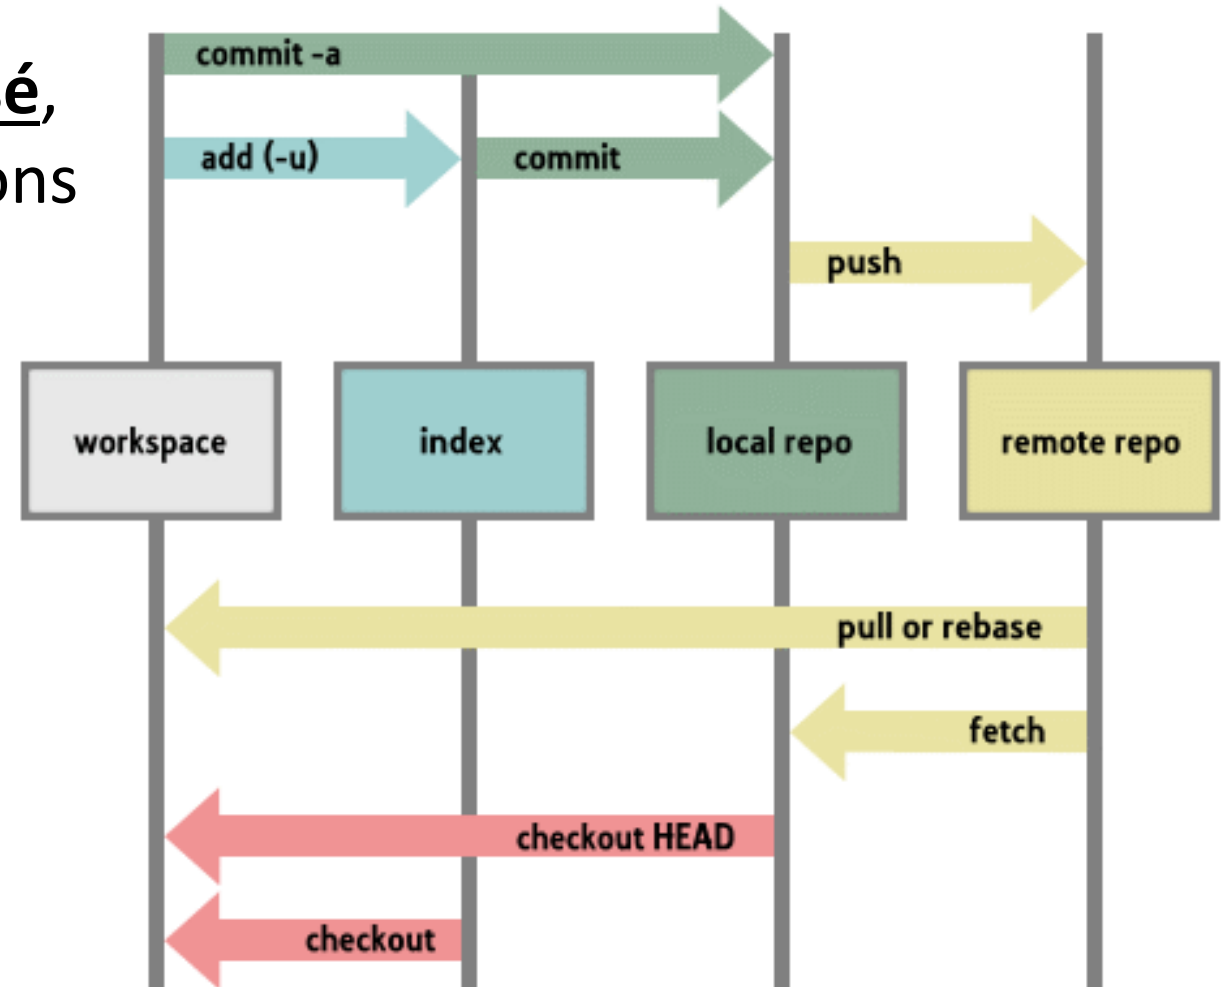 commit -a
é,
add (-u)
commit
ons
push
workspace
index
local repo
remote repo
pull or rebase
fetch
checkout HEAD
checkout